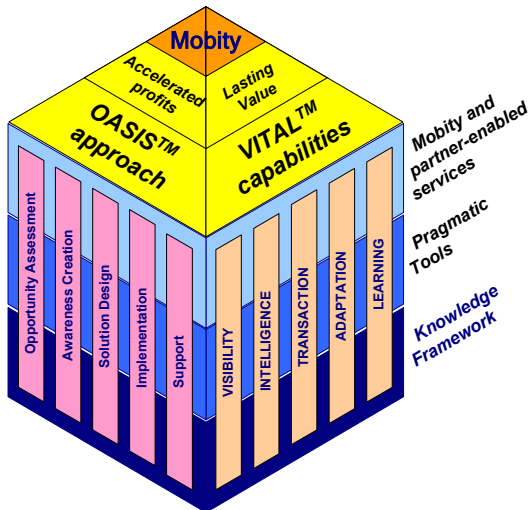 Mobity
Accelerated
profits
Lasting
Value
OASIS™
approach
VITAL™
capabilities
Mobity and
partner-enabled
services
Pragmatic
Tools
Knowledge
Framework
Opportunity Assessment
Awareness Creation
Solution Design
Implementation
Support
VISIBILITY
INTELLIGENCE
TRANSACTION
ADAPTATION
LEARNING